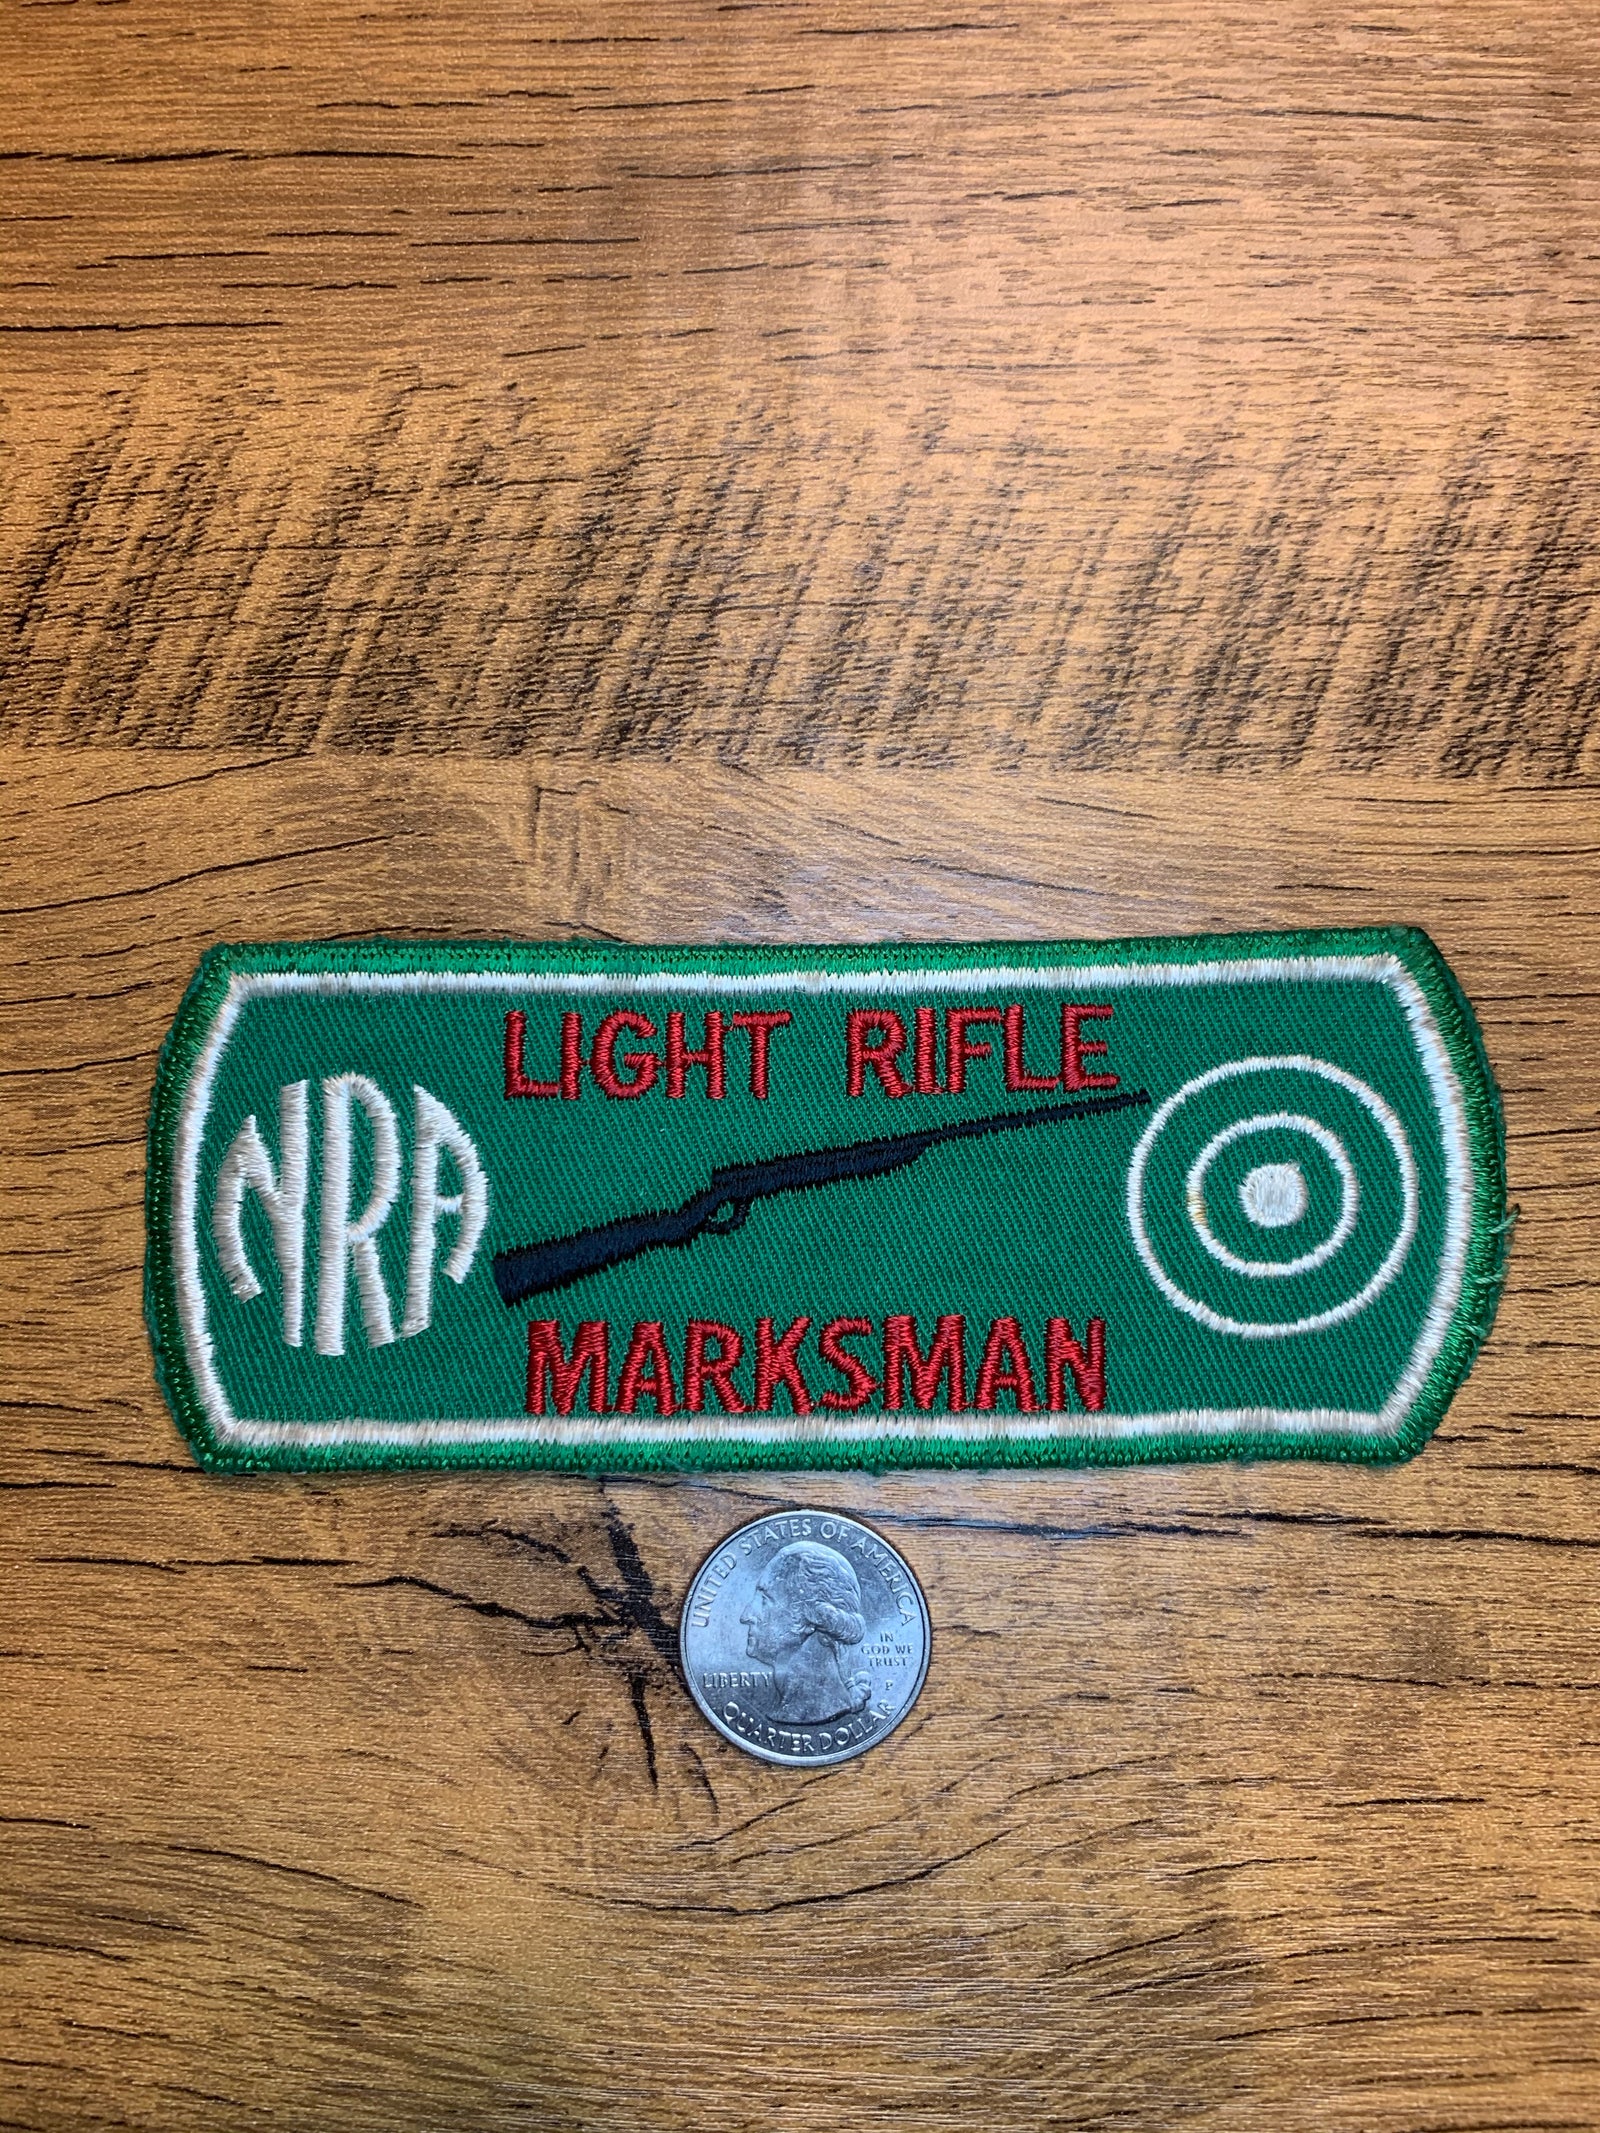 LIGHT RIFLE
NRA
MARKSMAN
UNITED STATES OF AMERICA
IN
GOD WE
TRUST
LIBERTY
P
QUARTER DOLLAR